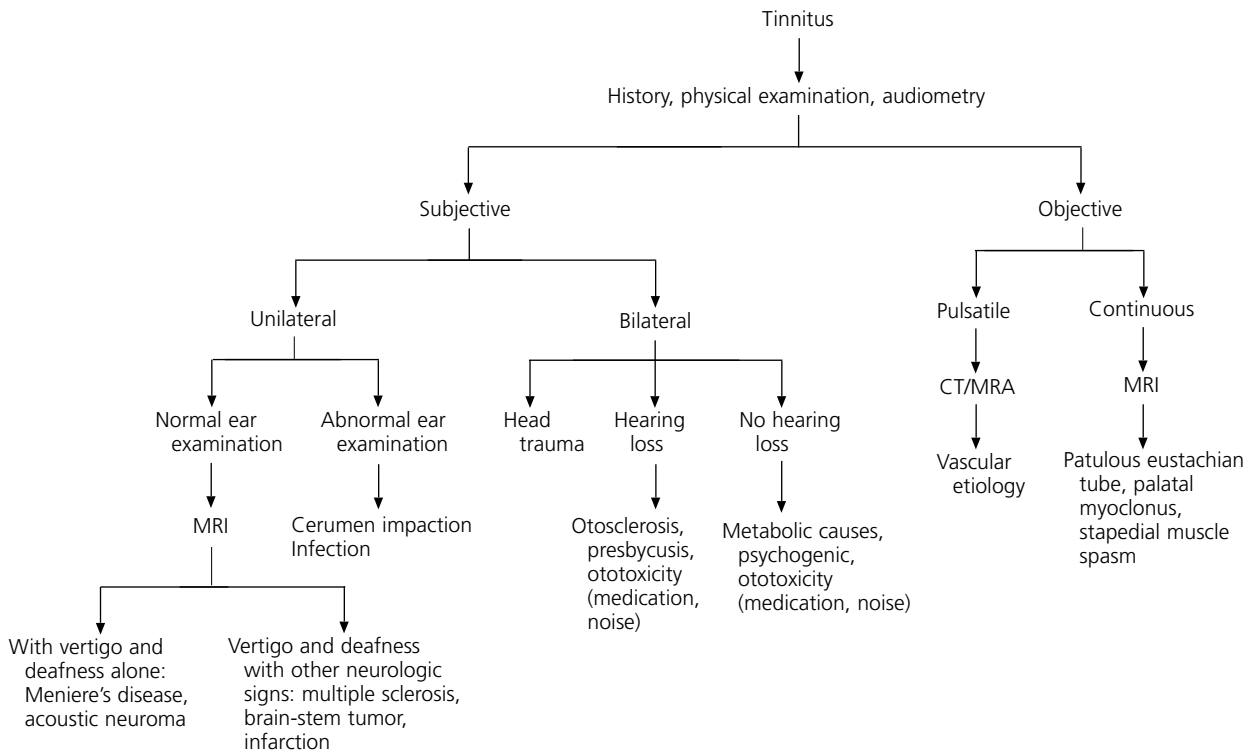 Tinnitus
History, physical examination, audiometry
Subjective
Objective
Unilateral
Bilateral
Pulsatile
Continuous
CT/MRA
MRI
Normal ear
examination
Abnormal ear
examination
Head
trauma
Hearing
loss
No hearing
loss
Vascular
etiology
Patulous eustachian
tube, palatal
myoclonus,
stapedial muscle
spasm
MRI
Cerumen impaction
Infection
Otosclerosis,
presbycusis,
ototoxicity
(medication,
noise)
Metabolic causes,
psychogenic,
ototoxicity
(medication, noise)
With vertigo and
deafness alone:
Meniere's disease,
acoustic neuroma
Vertigo and deafness
with other neurologic
signs: multiple sclerosis,
brain-stem tumor,
infarction